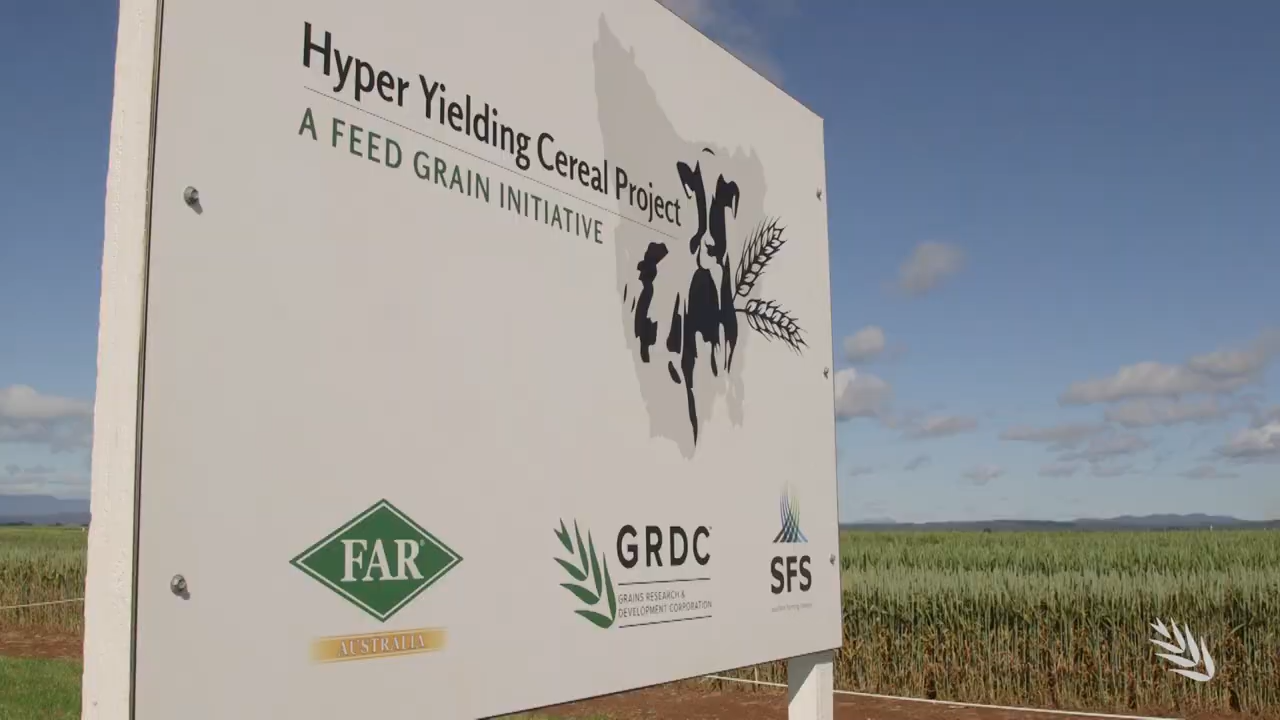 Hyper Yielding Cereal Project
A FEED GRAIN INITIATIVE
FAR
AUSTRALIA
GRDC
GRAINS RESEARCH &
DEVELOPMENT CORPORATION
SFS